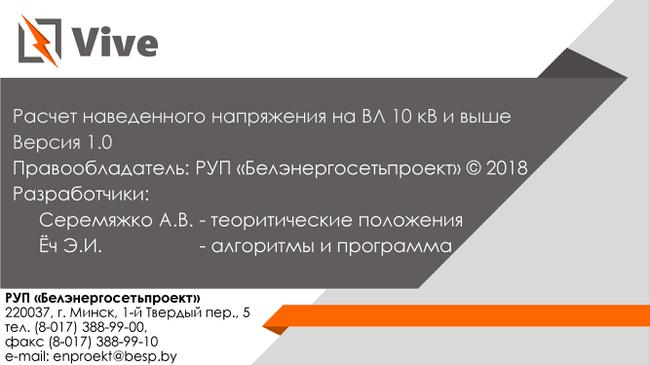 Vive
Расчет наведенного напряжения на ВЛ 10 кВ и выше
Версия 1.0
Правообладатель: РУП «Белэнергосетьпроект» © 2018
Разработчики:
Серемяжко А.В. - теоритические положения
Ёч Э.И. - алгоритмы и программа
РУП «Белэнергосетьпроект»
220037, г. Минск, 1-й Твердый пер., 5
тел. (8-017) 388-99-00,
факс (8-017) 388-99-10
e-mail: enproekt@besp.by